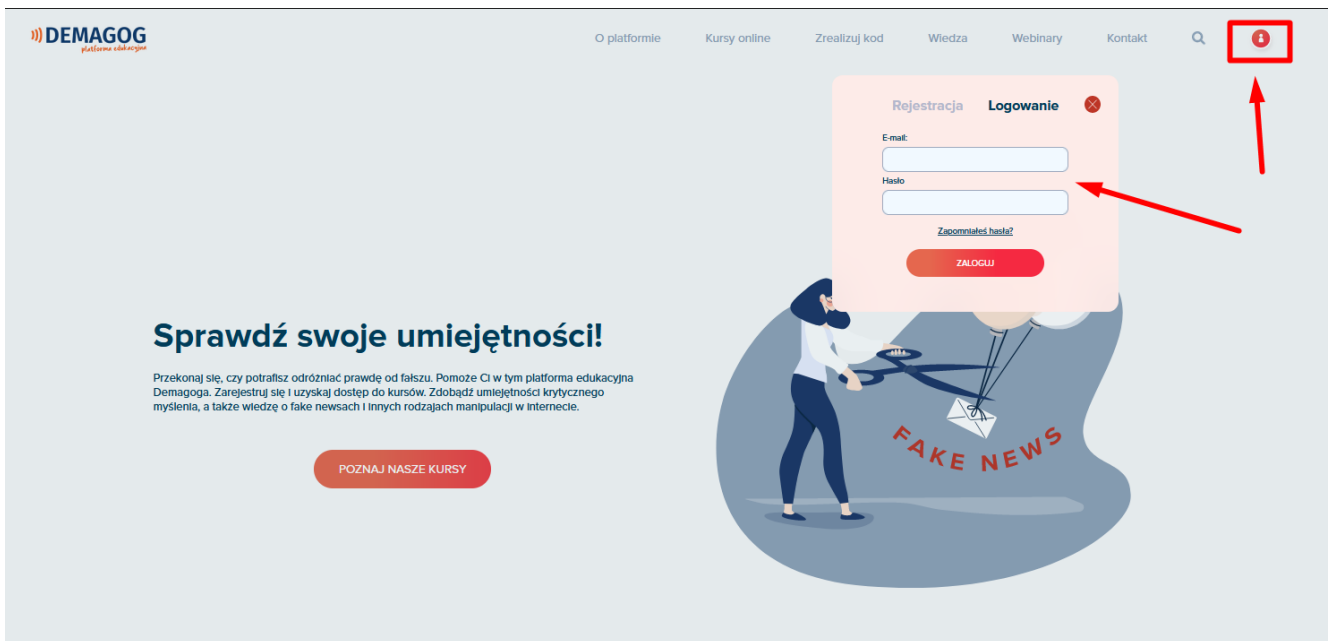 DEMAGOG
platforma edukacyjna
O platformie
Kursy online
Zrealizuj kod
Wiedza
Webinary
Kontakt
Rejestracja
Logowanie
E-mail:
Hasło
Zapomniałeś hasła?
ZALOGUJ
Sprawdź swoje umiejętności!
Przekonaj się, czy potrafisz odróżniać prawdę od fałszu. Pomoże Ci w tym platforma edukacyjna
Demagoga. Zarejestruj się i uzyskaj dostęp do kursów. Zdobądź umiejętności krytycznego
myślenia, a także wiedzę o fake newsach i innych rodzajach manipulacji w internecie.
POZNAJ NASZE KURSY
FAKE NEWS